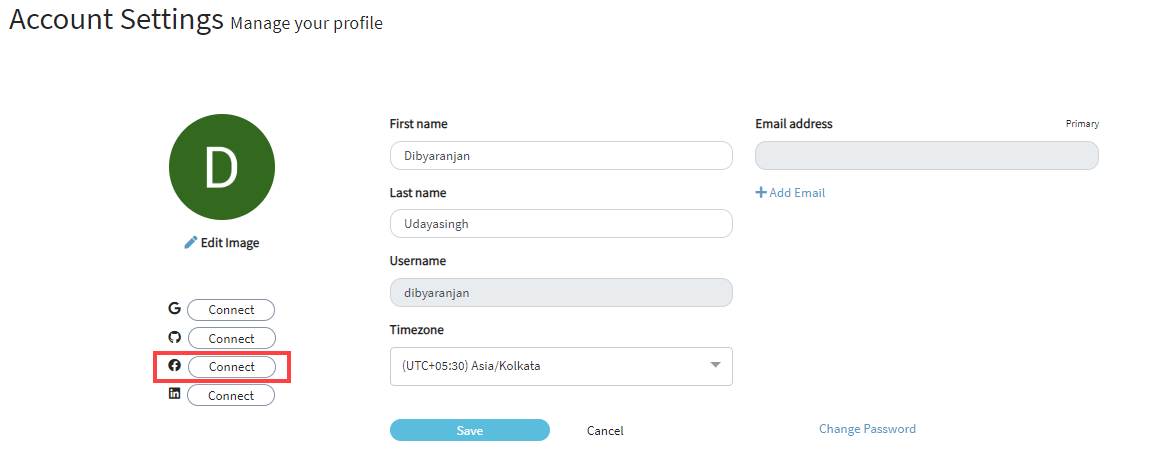 Account Settings Manage your profile
D
Edit Image
Connect
Connect
Connect
Connect
First name
Dibyaranjan
Last name
Udayasingh
Username
dibyaranjan
Timezone
(UTC+05:30) Asia/Kolkata
Save Cancel
Email address Primary
Add Email
Change Password